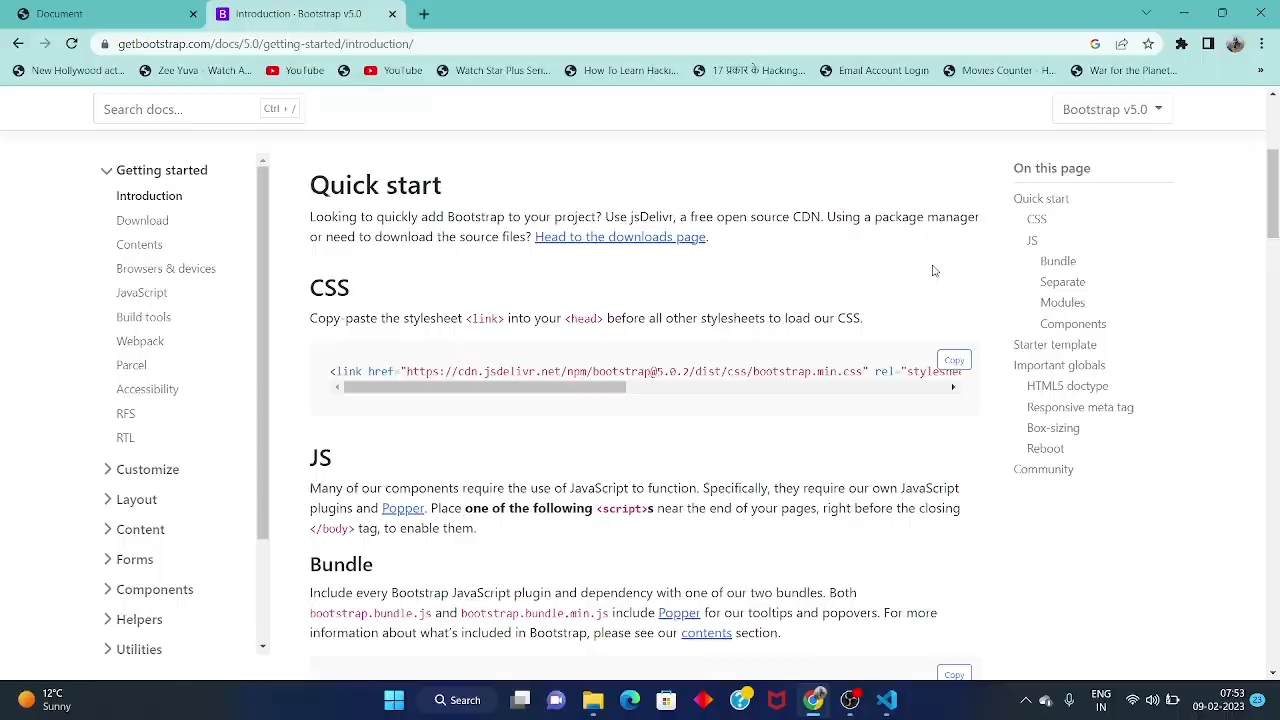 Document
Introduction · Bootstrap v5.0
getbootstrap.com/docs/5.0/getting-started/introduction/
New Hollywood act...
Zee Yuva - Watch A...
YouTube
YouTube
Watch Star Plus Seri...
How To Learn Hacki...
Hacking...
Email Account Login
Movies Counter - H...
War for the Planet...
»
Search docs...
Ctrl + /
Bootstrap v5.0
Getting started
Introduction
Download
Contents
Browsers & devices
JavaScript
Build tools
Webpack
Parcel
Accessibility
RFS
RTL
Customize
Layout
Content
Forms
Components
Helpers
Utilities
Quick start
Looking to quickly add Bootstrap to your project? Use jsDelivr, a free open source CDN. Using a package manager
or need to download the source files? Head to the downloads page.
CSS
Copy-paste the stylesheet <link> into your <head> before all other stylesheets to load our CSS.
Copy
<link href="https://cdn.jsdelivr.net/npm/bootstrap@5.0.2/dist/css/bootstrap.min.css" rel="styleshe
JS
Many of our components require the use of JavaScript to function. Specifically, they require our own JavaScript
plugins and Popper. Place one of the following <script>s near the end of your pages, right before the closing
</body> tag, to enable them.
Bundle
Include every Bootstrap JavaScript plugin and dependency with one of our two bundles. Both
bootstrap.bundle.js and bootstrap.bundle.min.js include Popper for our tooltips and popovers. For more
information about what's included in Bootstrap, please see our contents section.
Copy
On this page
Quick start
CSS
JS
Bundle
Separate
Modules
Components
Starter template
Important globals
HTML5 doctype
Responsive meta tag
Box-sizing
Reboot
Community
12°C
Sunny
Search
ENG
IN
07:53
09-02-2023